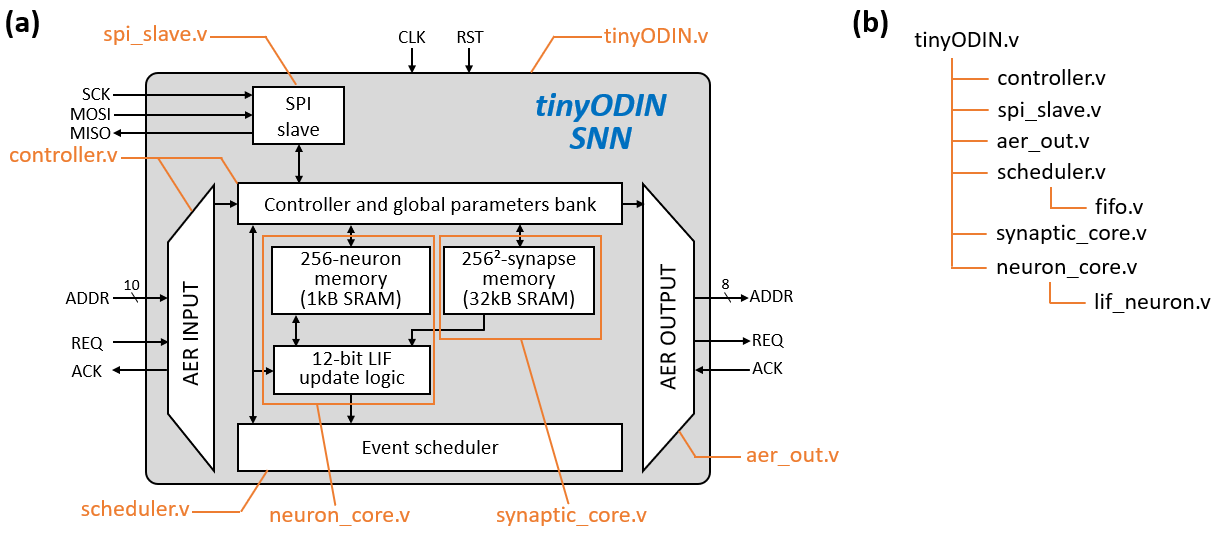 (a)
spi_slave.v
CLK
RST
tinyODIN.v
SCK
MOSI
MISO
SPI
slave
tinyODIN
SNN
controller.v
Controller and global parameters bank
256-neuron
memory
(1kB SRAM)
256²-synapse
memory
(32kB SRAM)
12-bit LIF
update logic
Event scheduler
AER INPUT
AER OUTPUT
10
ADDR
REQ
ACK
8
ADDR
REQ
ACK
aer_out.v
scheduler.v
neuron_core.v
synaptic_core.v
(b)
tinyODIN.v
controller.v
spi_slave.v
aer_out.v
scheduler.v
fifo.v
synaptic_core.v
neuron_core.v
lif_neuron.v